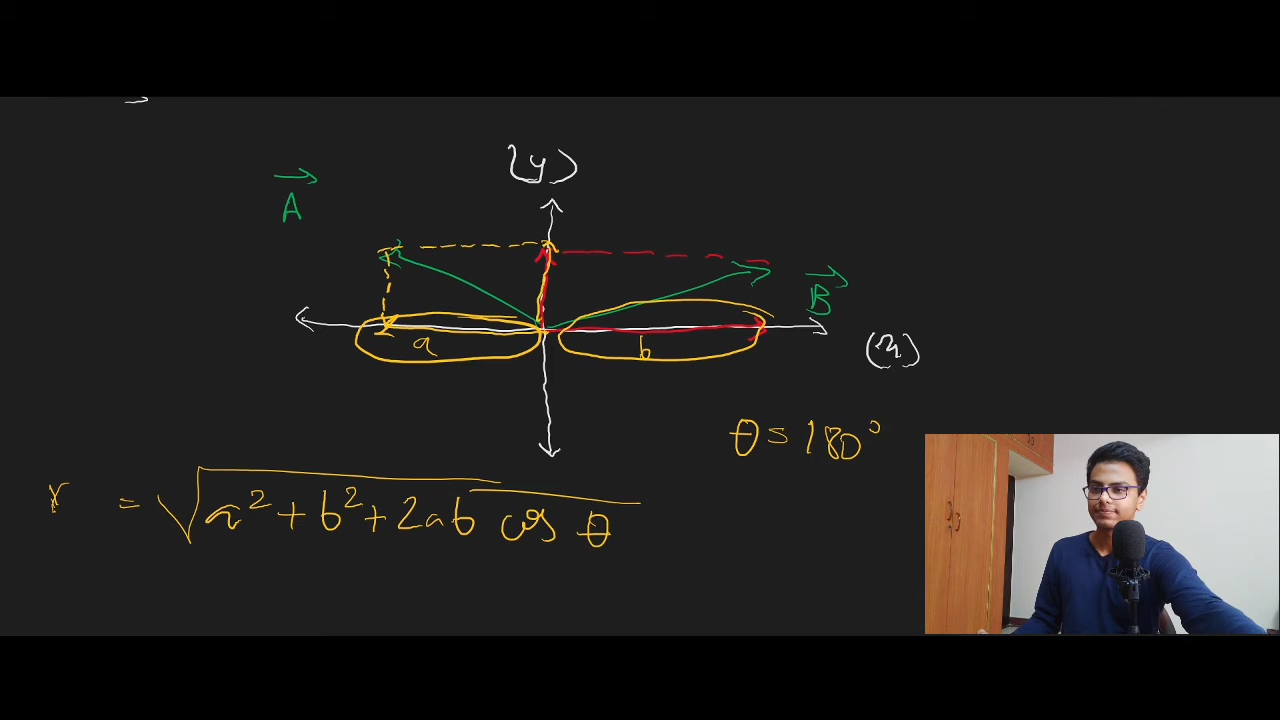 (y)
A
B
a
b
(x)
θ = 180°
r = √a²+b²+2ab cos θ